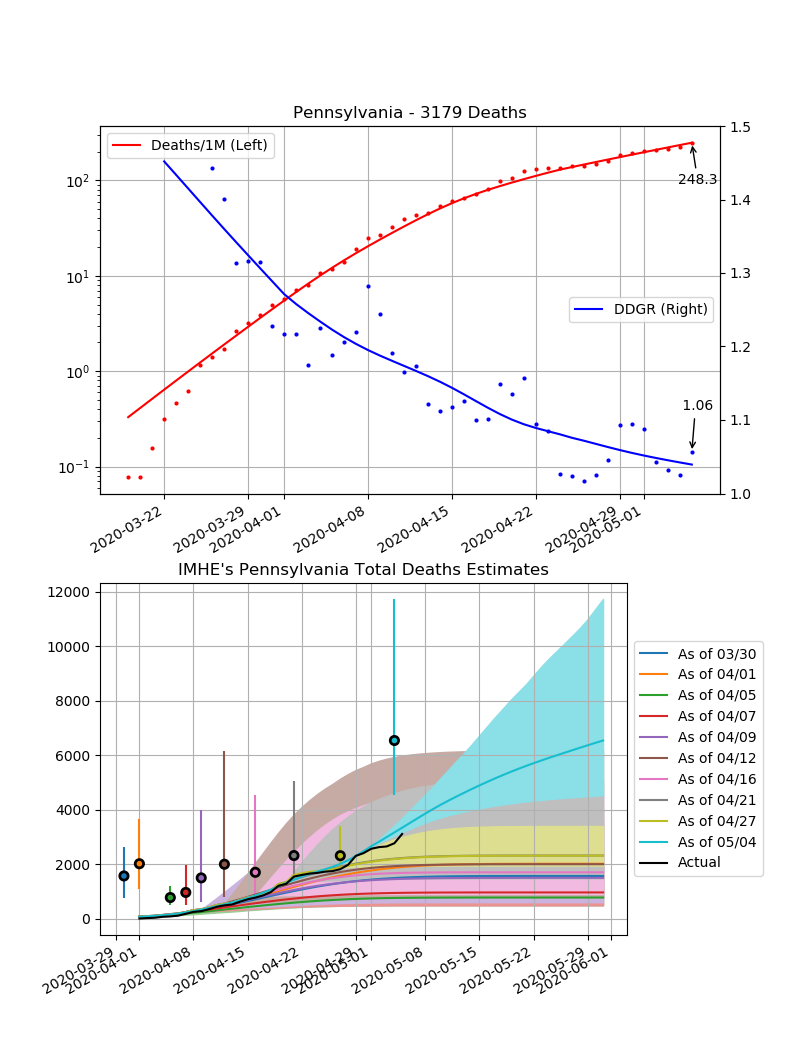 Pennsylvania - 3179 Deaths
Deaths/1M (Left)
10²
10¹
10⁰
10⁻¹
1.5
1.4
1.3
1.2
1.1
1.0
248.3
DDGR (Right)
1.06
2020-03-22
2020-03-29
2020-04-01
2020-04-08
2020-04-15
2020-04-22
2020-04-29
2020-05-01
IMHE's Pennsylvania Total Deaths Estimates
12000
10000
8000
6000
4000
2000
0
As of 03/30
As of 04/01
As of 04/05
As of 04/07
As of 04/09
As of 04/12
As of 04/16
As of 04/21
As of 04/27
As of 05/04
Actual
2020-03-29
2020-04-01
2020-04-08
2020-04-15
2020-04-22
2020-04-29
2020-05-01
2020-05-08
2020-05-15
2020-05-22
2020-05-29
2020-06-01